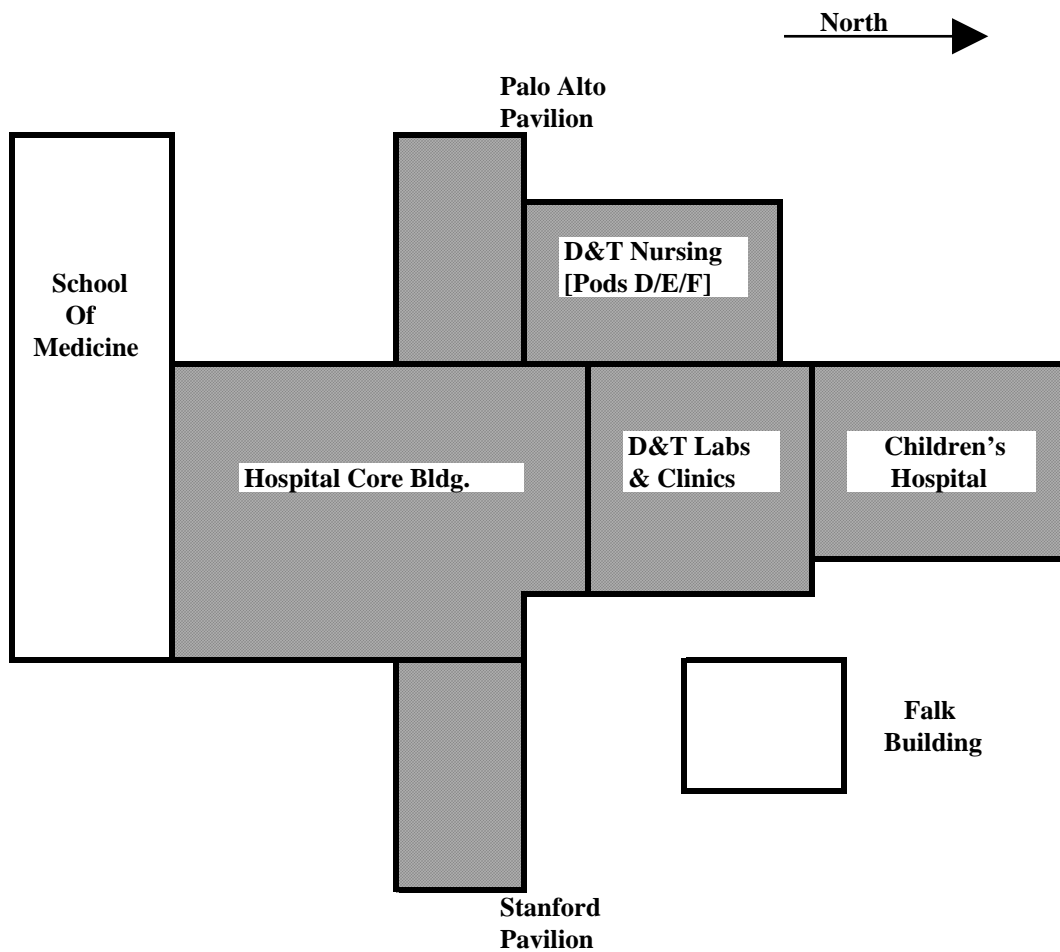 North
Palo Alto
Pavilion
D&T Nursing
[Pods D/E/F]
School
Of
Medicine
Hospital Core Bldg.
D&T Labs
& Clinics
Children’s
Hospital
Falk
Building
Stanford
Pavilion